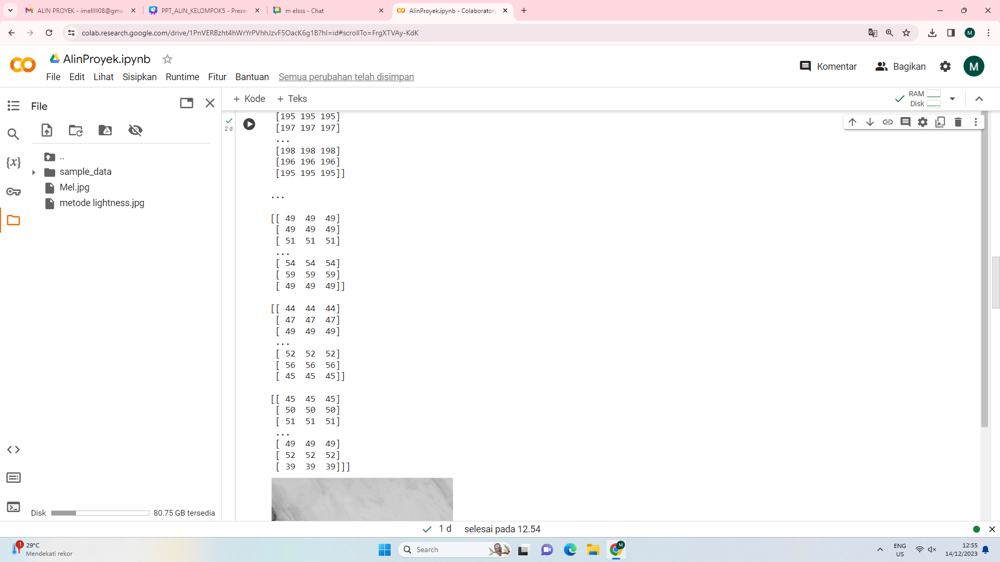 ALIN PROYEK - imelllll08@gma
PPT_ALIN_KELOMPOK5 - Prese
m elsss - Chat
AlinProyek.ipynb - Colaboratory
colab.research.google.com/drive/1PnVERBzht4hWrYrPVhhJzvF5OacK6g1B?hl=id#scrollTo=FrgXTVAy-KdK
M
AlinProyek.ipynb
File Edit Lihat Sisipkan Runtime Fitur Bantuan Semua perubahan telah disimpan
Komentar
Bagikan
M
File
+ Kode + Teks
RAM
Disk
..
sample_data
Mel.jpg
metode lightness.jpg
{x}
2 d
[195 195 195]
[197 197 197]
...
[198 198 198]
[196 196 196]
[195 195 195]]
...
[[ 49 49 49]
[ 49 49 49]
[ 51 51 51]
...
[ 54 54 54]
[ 59 59 59]
[ 49 49 49]]
[[ 44 44 44]
[ 47 47 47]
[ 49 49 49]
...
[ 52 52 52]
[ 56 56 56]
[ 45 45 45]]
[[ 45 45 45]
[ 50 50 50]
[ 51 51 51]
...
[ 49 49 49]
[ 52 52 52]
[ 39 39 39]]]
Disk 80.75 GB tersedia
1 d selesai pada 12.54
1
29°C
Mendekati rekor
Search
M
ENG
US
12:55
14/12/2023